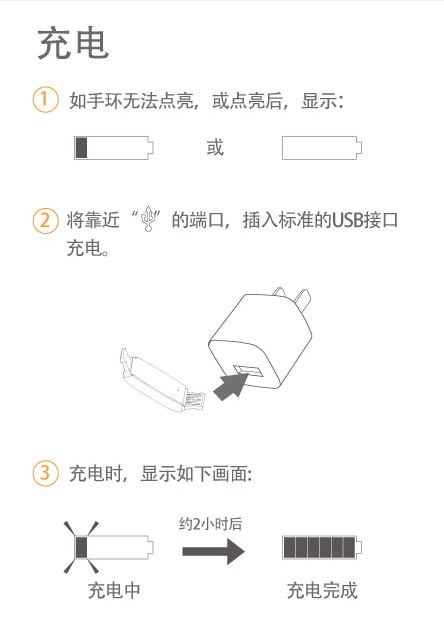 充电
① 如手环无法点亮，或点亮后，显示：
或
② 将靠近“ ”的端口，插入标准的USB接口
充电。
③ 充电时，显示如下画面:
约2小时后
充电中
充电完成